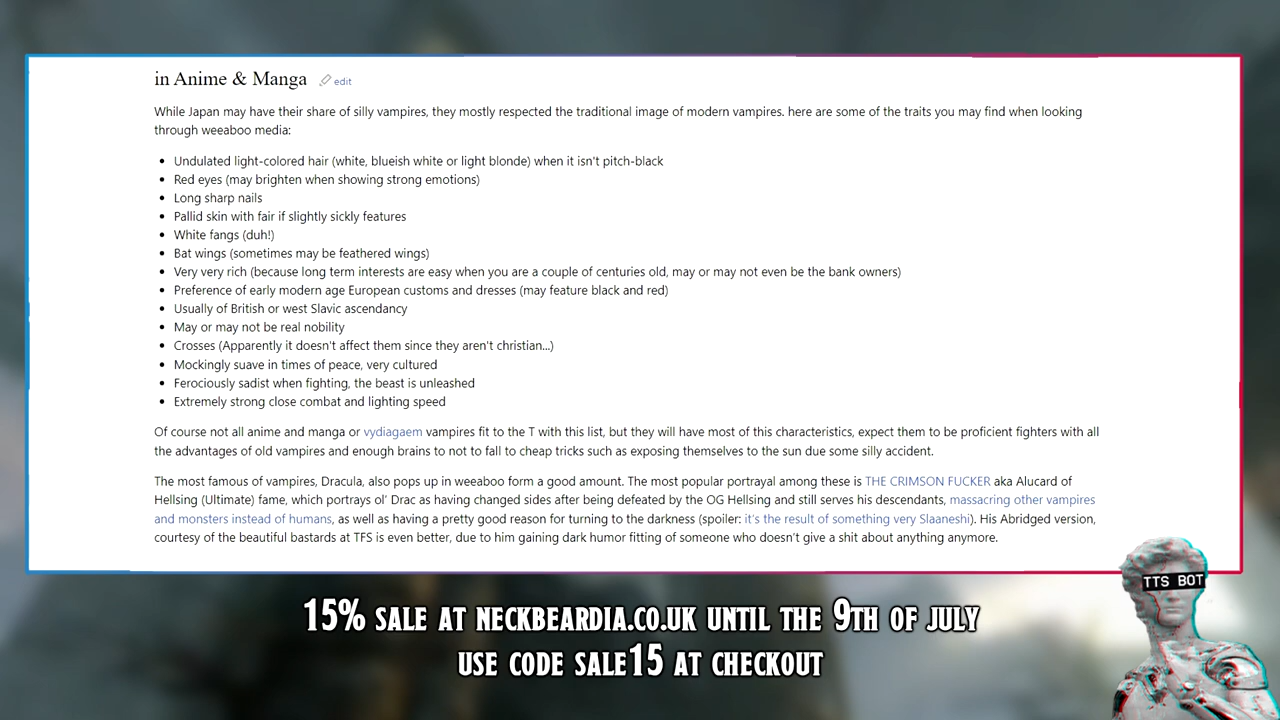 in Anime & Manga edit
While Japan may have their share of silly vampires, they mostly respected the traditional image of modern vampires. here are some of the traits you may find when looking
through weeaboo media:
• Undulated light-colored hair (white, blueish white or light blonde) when it isn't pitch-black
• Red eyes (may brighten when showing strong emotions)
• Long sharp nails
• Pallid skin with fair if slightly sickly features
• White fangs (duh!)
• Bat wings (sometimes may be feathered wings)
• Very very rich (because long term interests are easy when you are a couple of centuries old, may or may not even be the bank owners)
• Preference of early modern age European customs and dresses (may feature black and red)
• Usually of British or west Slavic ascendancy
• May or may not be real nobility
• Crosses (Apparently it doesn't affect them since they aren't christian...)
• Mockingly suave in times of peace, very cultured
• Ferociously sadist when fighting, the beast is unleashed
• Extremely strong close combat and lighting speed
Of course not all anime and manga or vydiagaem vampires fit to the T with this list, but they will have most of this characteristics, expect them to be proficient fighters with all
the advantages of old vampires and enough brains to not to fall to cheap tricks such as exposing themselves to the sun due some silly accident.
The most famous of vampires, Dracula, also pops up in weeaboo form a good amount. The most popular portrayal among these is THE CRIMSON FUCKER aka Alucard of
Hellsing (Ultimate) fame, which portrays ol' Drac as having changed sides after being defeated by the OG Hellsing and still serves his descendants, massacring other vampires
and monsters instead of humans, as well as having a pretty good reason for turning to the darkness (spoiler: it's the result of something very Slaaneshi). His Abridged version,
courtesy of the beautiful bastards at TFS is even better, due to him gaining dark humor fitting of someone who doesn't give a shit about anything anymore.
TTS BOT
15% SALE AT NECKBEARDIA.CO.UK UNTIL THE 9TH OF JULY
USE CODE SALE15 AT CHECKOUT